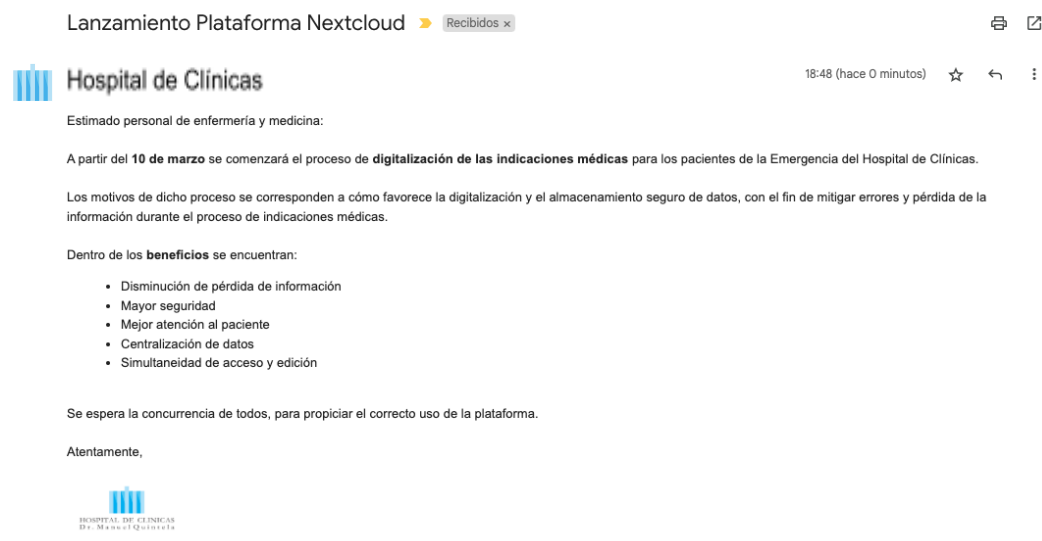 Lanzamiento Plataforma Nextcloud
Recibidos ×
Hospital de Clínicas
18:48 (hace 0 minutos)
Estimado personal de enfermería y medicina:
A partir del 10 de marzo se comenzará el proceso de digitalización de las indicaciones médicas para los pacientes de la Emergencia del Hospital de Clínicas.
Los motivos de dicho proceso se corresponden a cómo favorece la digitalización y el almacenamiento seguro de datos, con el fin de mitigar errores y pérdida de la
información durante el proceso de indicaciones médicas.
Dentro de los beneficios se encuentran:
• Disminución de pérdida de información
• Mayor seguridad
• Mejor atención al paciente
• Centralización de datos
• Simultaneidad de acceso y edición
Se espera la concurrencia de todos, para propiciar el correcto uso de la plataforma.
Atentamente,
HOSPITAL DE CLINICAS
Dr. Manuel Quintela